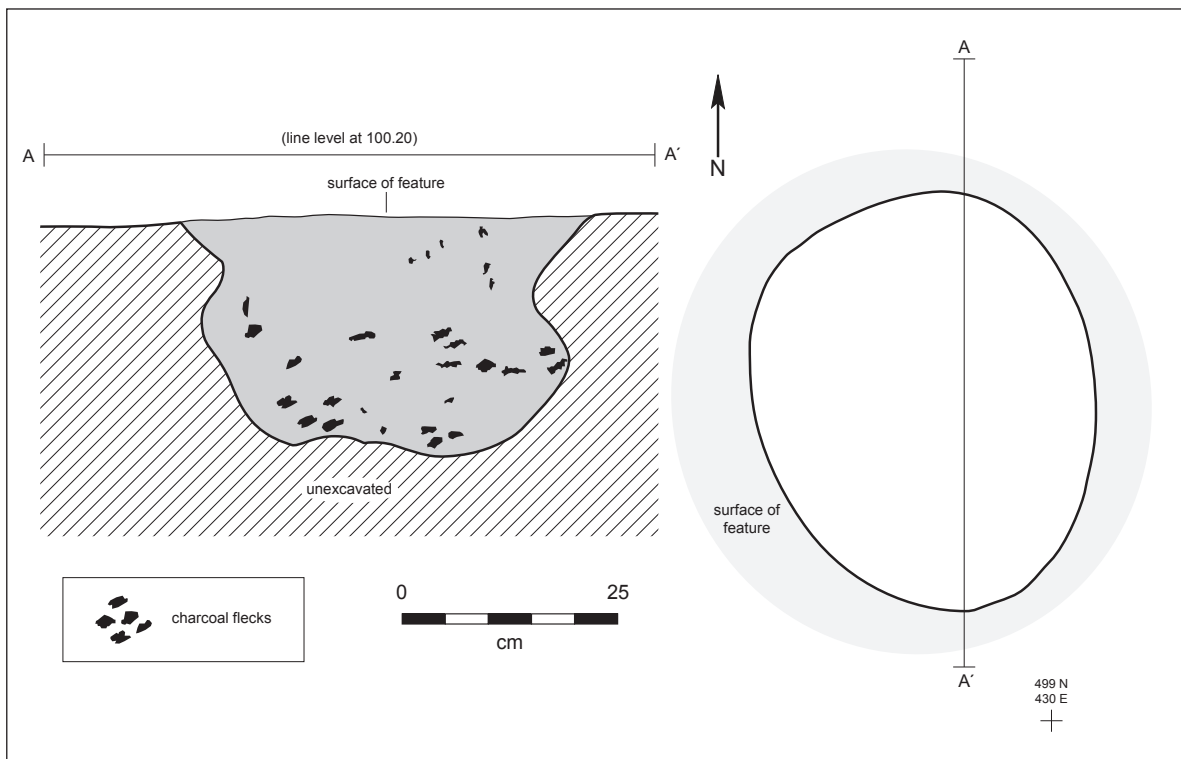 (line level at 100.20)
A
A´
surface of feature
unexcavated
charcoal flecks
0
25
cm
N
A
surface of
feature
A´
499 N
430 E